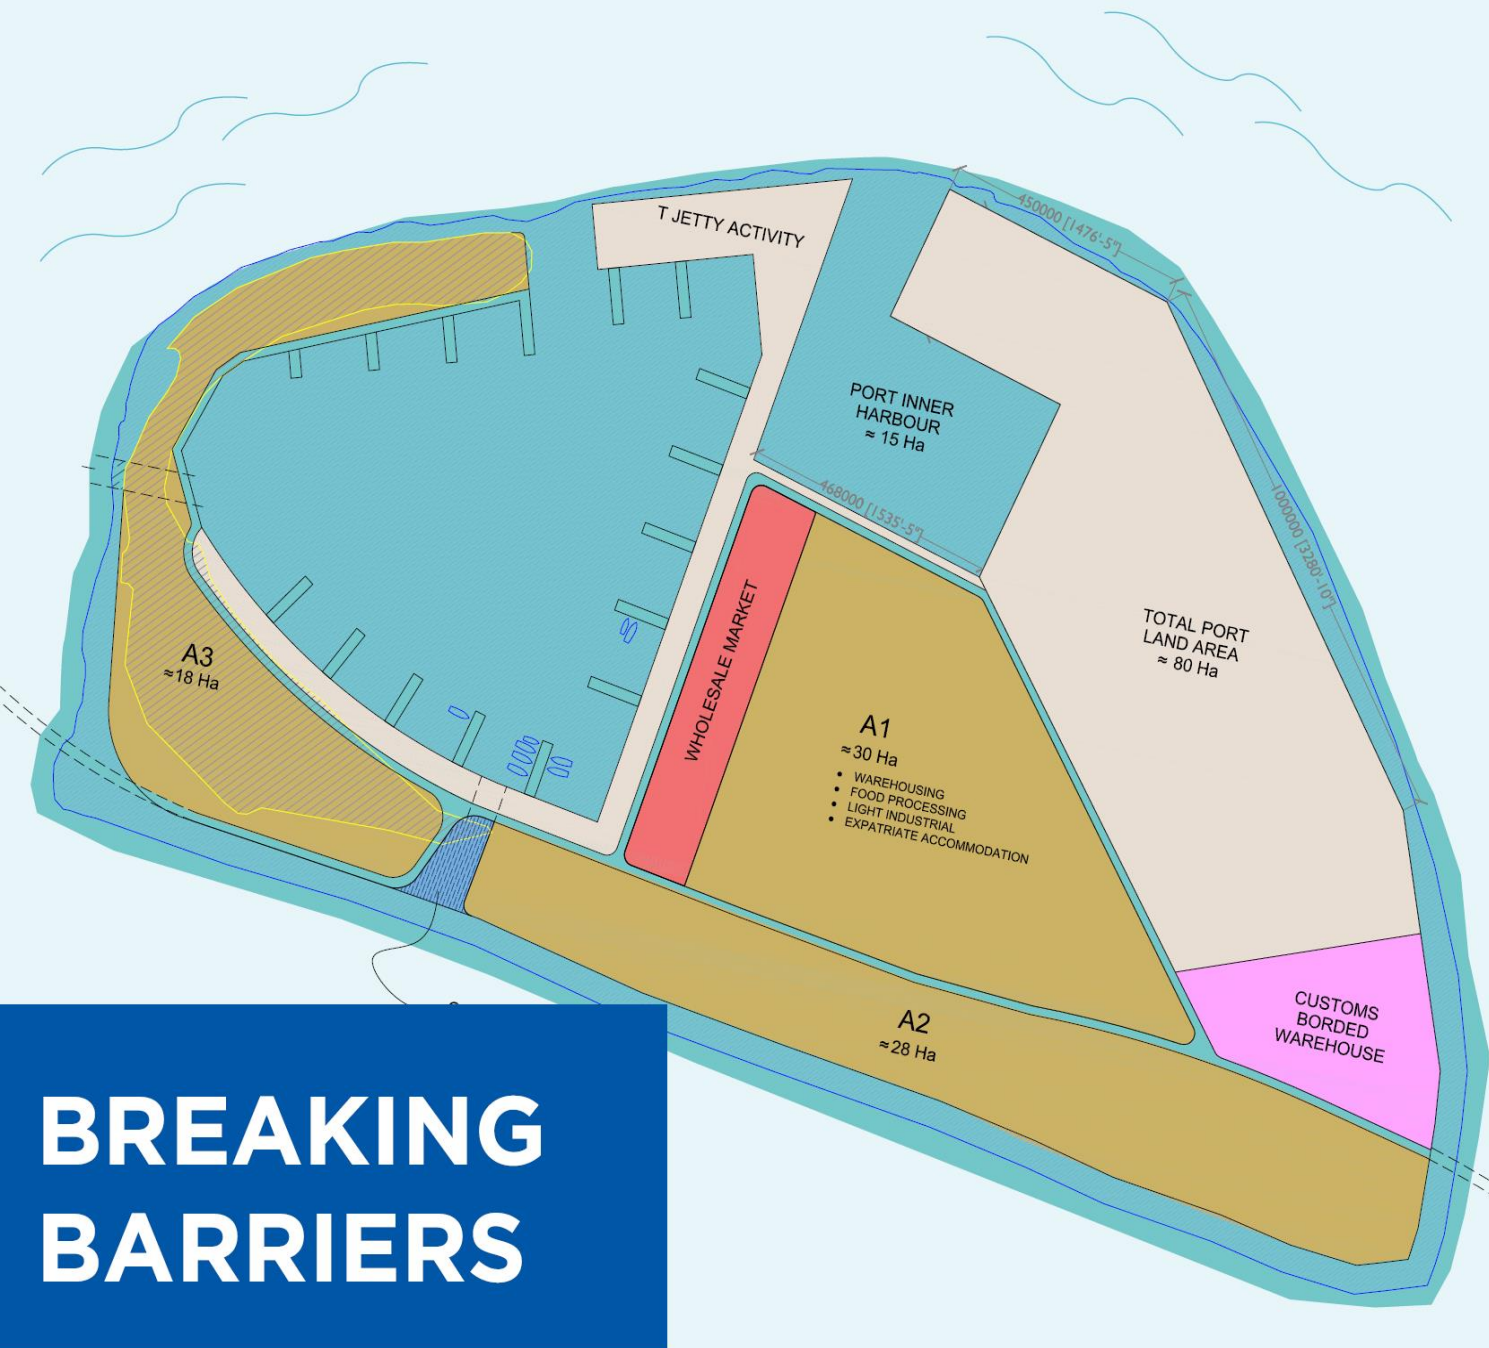 T JETTY ACTIVITY
450000 [1476'-5"]
PORT INNER
HARBOUR
≈ 15 Ha
468000 [1535'-5"]
1000000 [3280'-10"]
TOTAL PORT
LAND AREA
≈ 80 Ha
WHOLESALE MARKET
A3
≈18 Ha
A1
≈30 Ha
• WAREHOUSING
• FOOD PROCESSING
• LIGHT INDUSTRIAL
• EXPATRIATE ACCOMMODATION
A2
≈28 Ha
CUSTOMS
BORDED
WAREHOUSE
BREAKING
BARRIERS